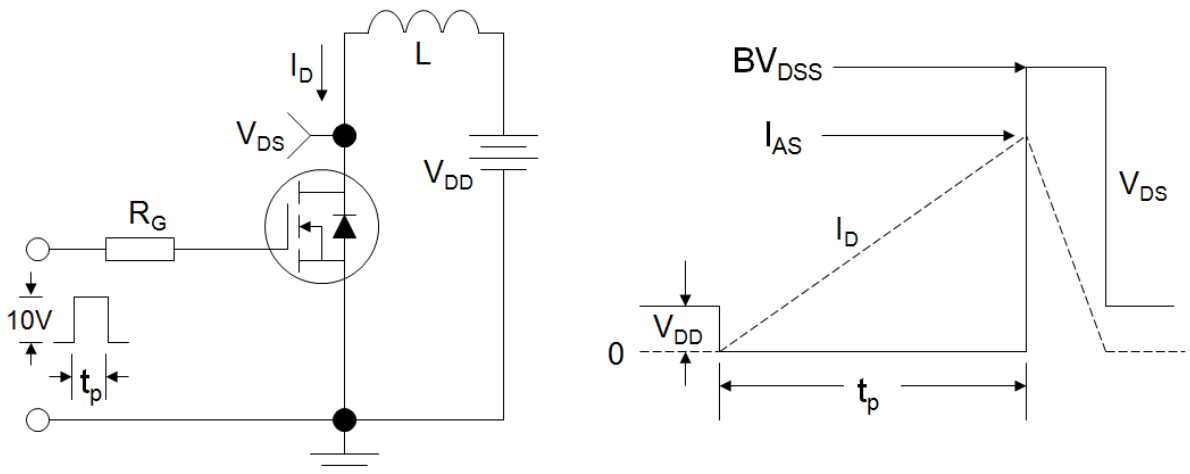 L
I_D
V_DS
V_DD
R_G
10V
t_p
BV_DSS
I_AS
V_DS
I_D
V_DD
0
t_p